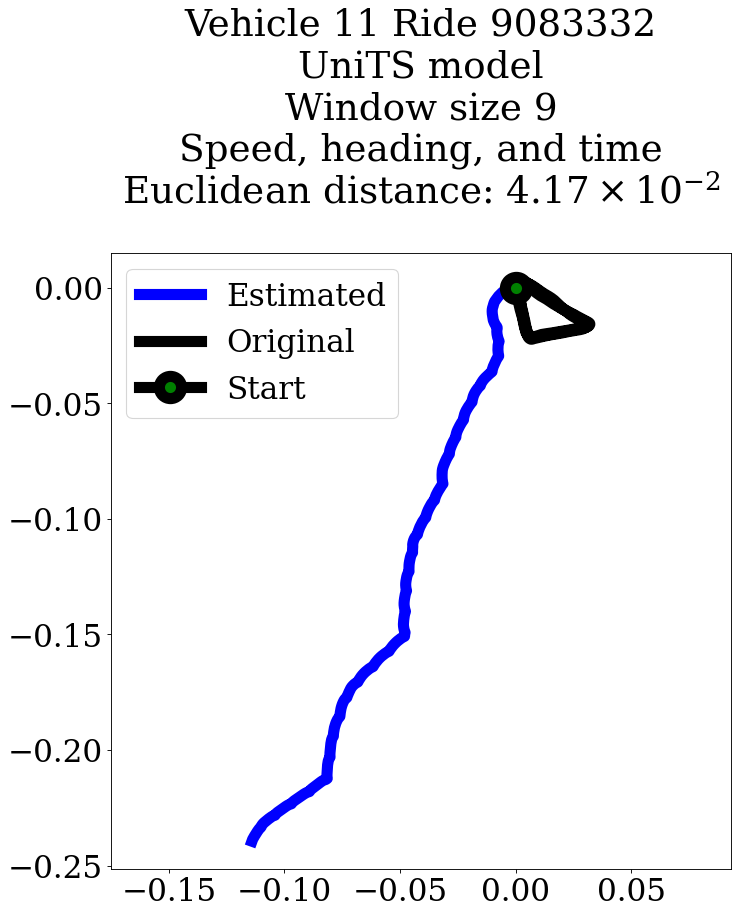 Vehicle 11 Ride 9083332
UniTS model
Window size 9
Speed, heading, and time
Euclidean distance: 4.17 × 10⁻²
Estimated
Original
Start
0.00
−0.05
−0.10
−0.15
−0.20
−0.25
−0.15 −0.10 −0.05 0.00 0.05